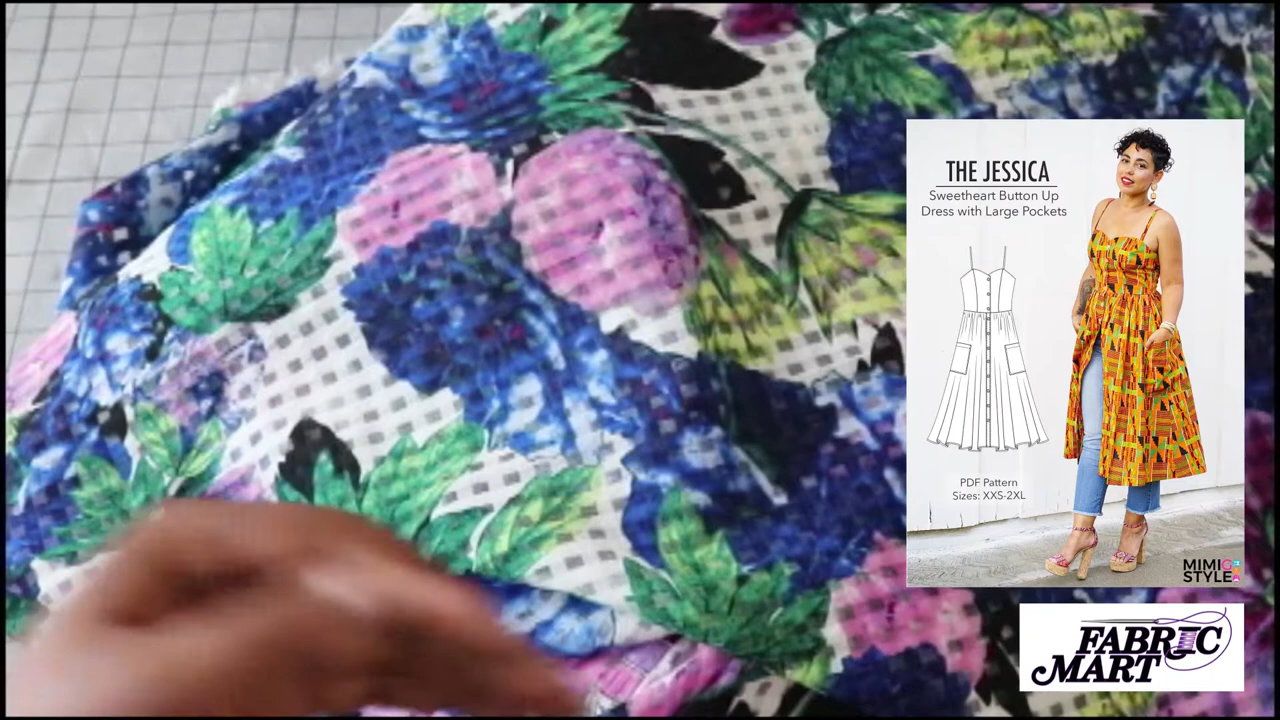 THE JESSICA
Sweetheart Button Up
Dress with Large Pockets
PDF Pattern
Sizes: XXS-2XL
MIMI G
STYLE
FABRIC
MART